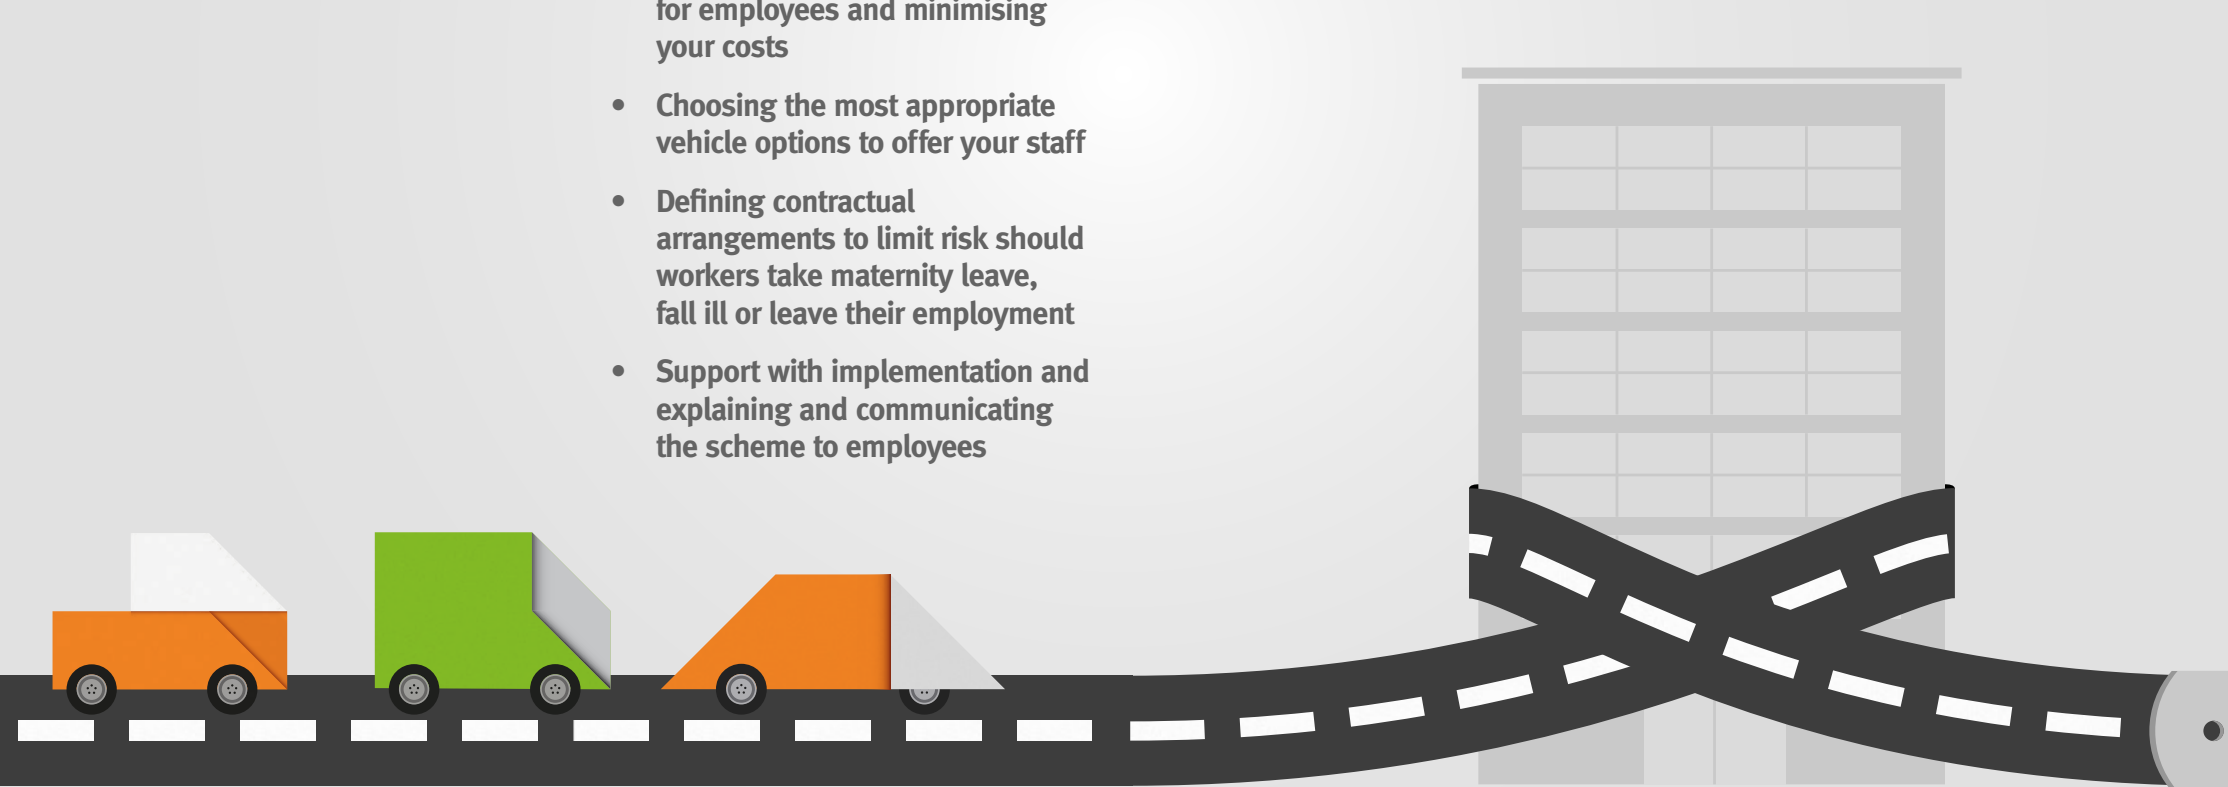 for employees and minimising
your costs
• Choosing the most appropriate
vehicle options to offer your staff
• Defining contractual
arrangements to limit risk should
workers take maternity leave,
fall ill or leave their employment
• Support with implementation and
explaining and communicating
the scheme to employees